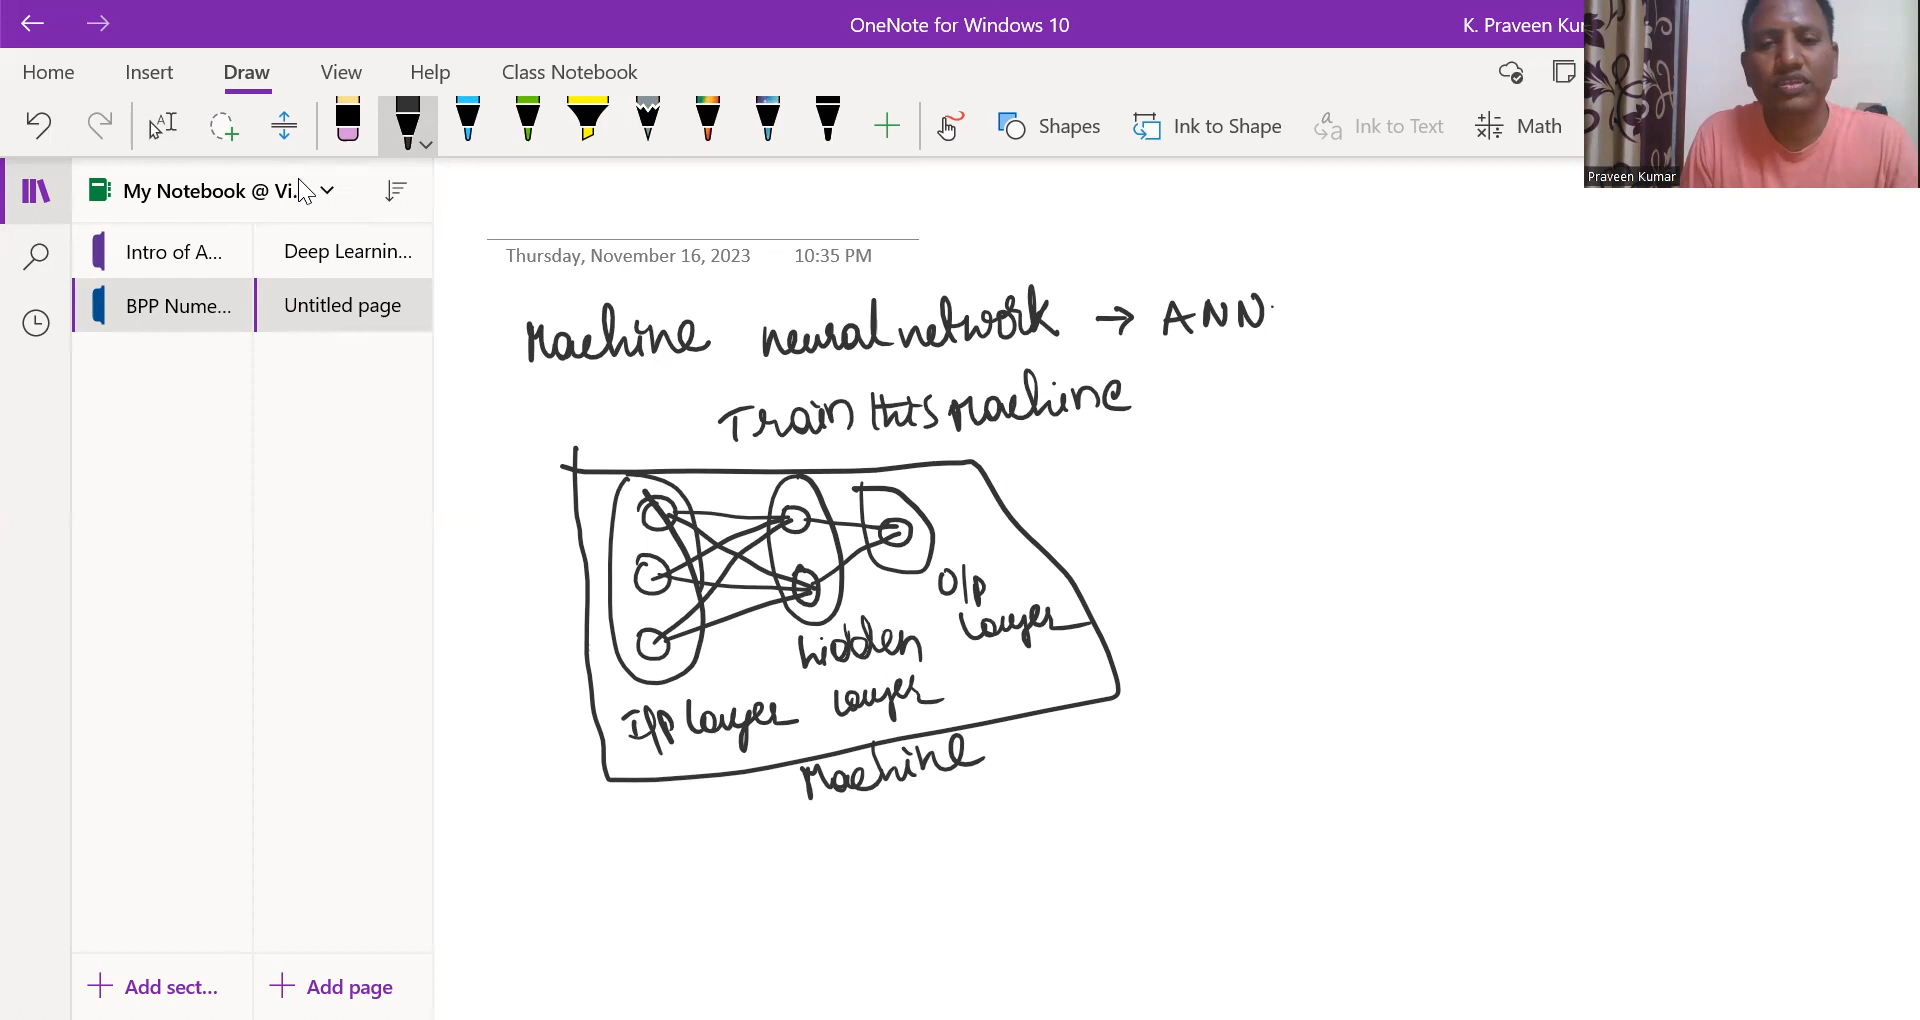 OneNote for Windows 10
K. Praveen Kur
Home Insert Draw View Help Class Notebook
Shapes Ink to Shape Ink to Text Math
Praveen Kumar
My Notebook @ Vi...
Intro of A...
Deep Learnin...
BPP Nume...
Untitled page
Thursday, November 16, 2023 10:35 PM
Machine neural network → ANN
Train this Machine
O/p
Layer
hidden
Layer
I/P Layer
Machine
Add sect...
Add page